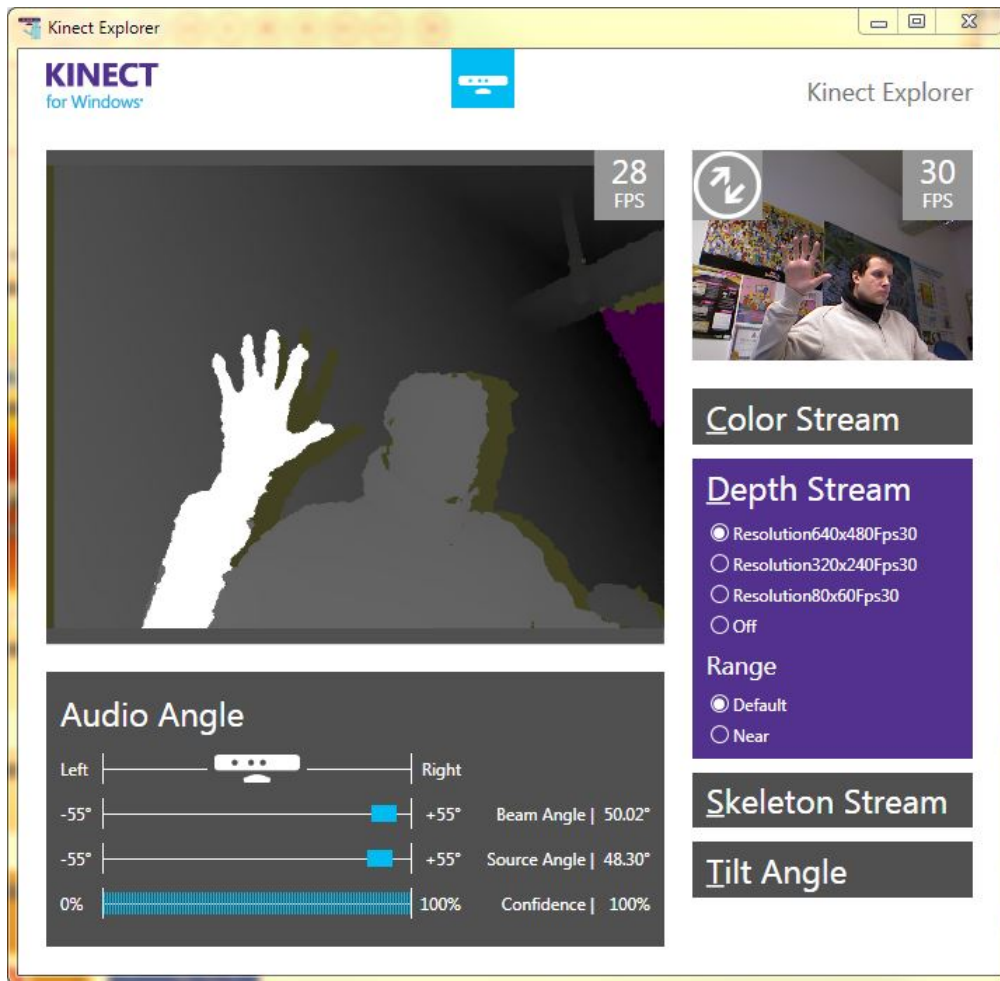 Kinect Explorer
KINECT
for Windows
Kinect Explorer
28
FPS
30
FPS
Color Stream
Depth Stream
Resolution640x480Fps30
Resolution320x240Fps30
Resolution80x60Fps30
Off
Range
Default
Near
Skeleton Stream
Tilt Angle
Audio Angle
Left Right
-55° +55° Beam Angle | 50.02°
-55° +55° Source Angle | 48.30°
0% 100% Confidence | 100%